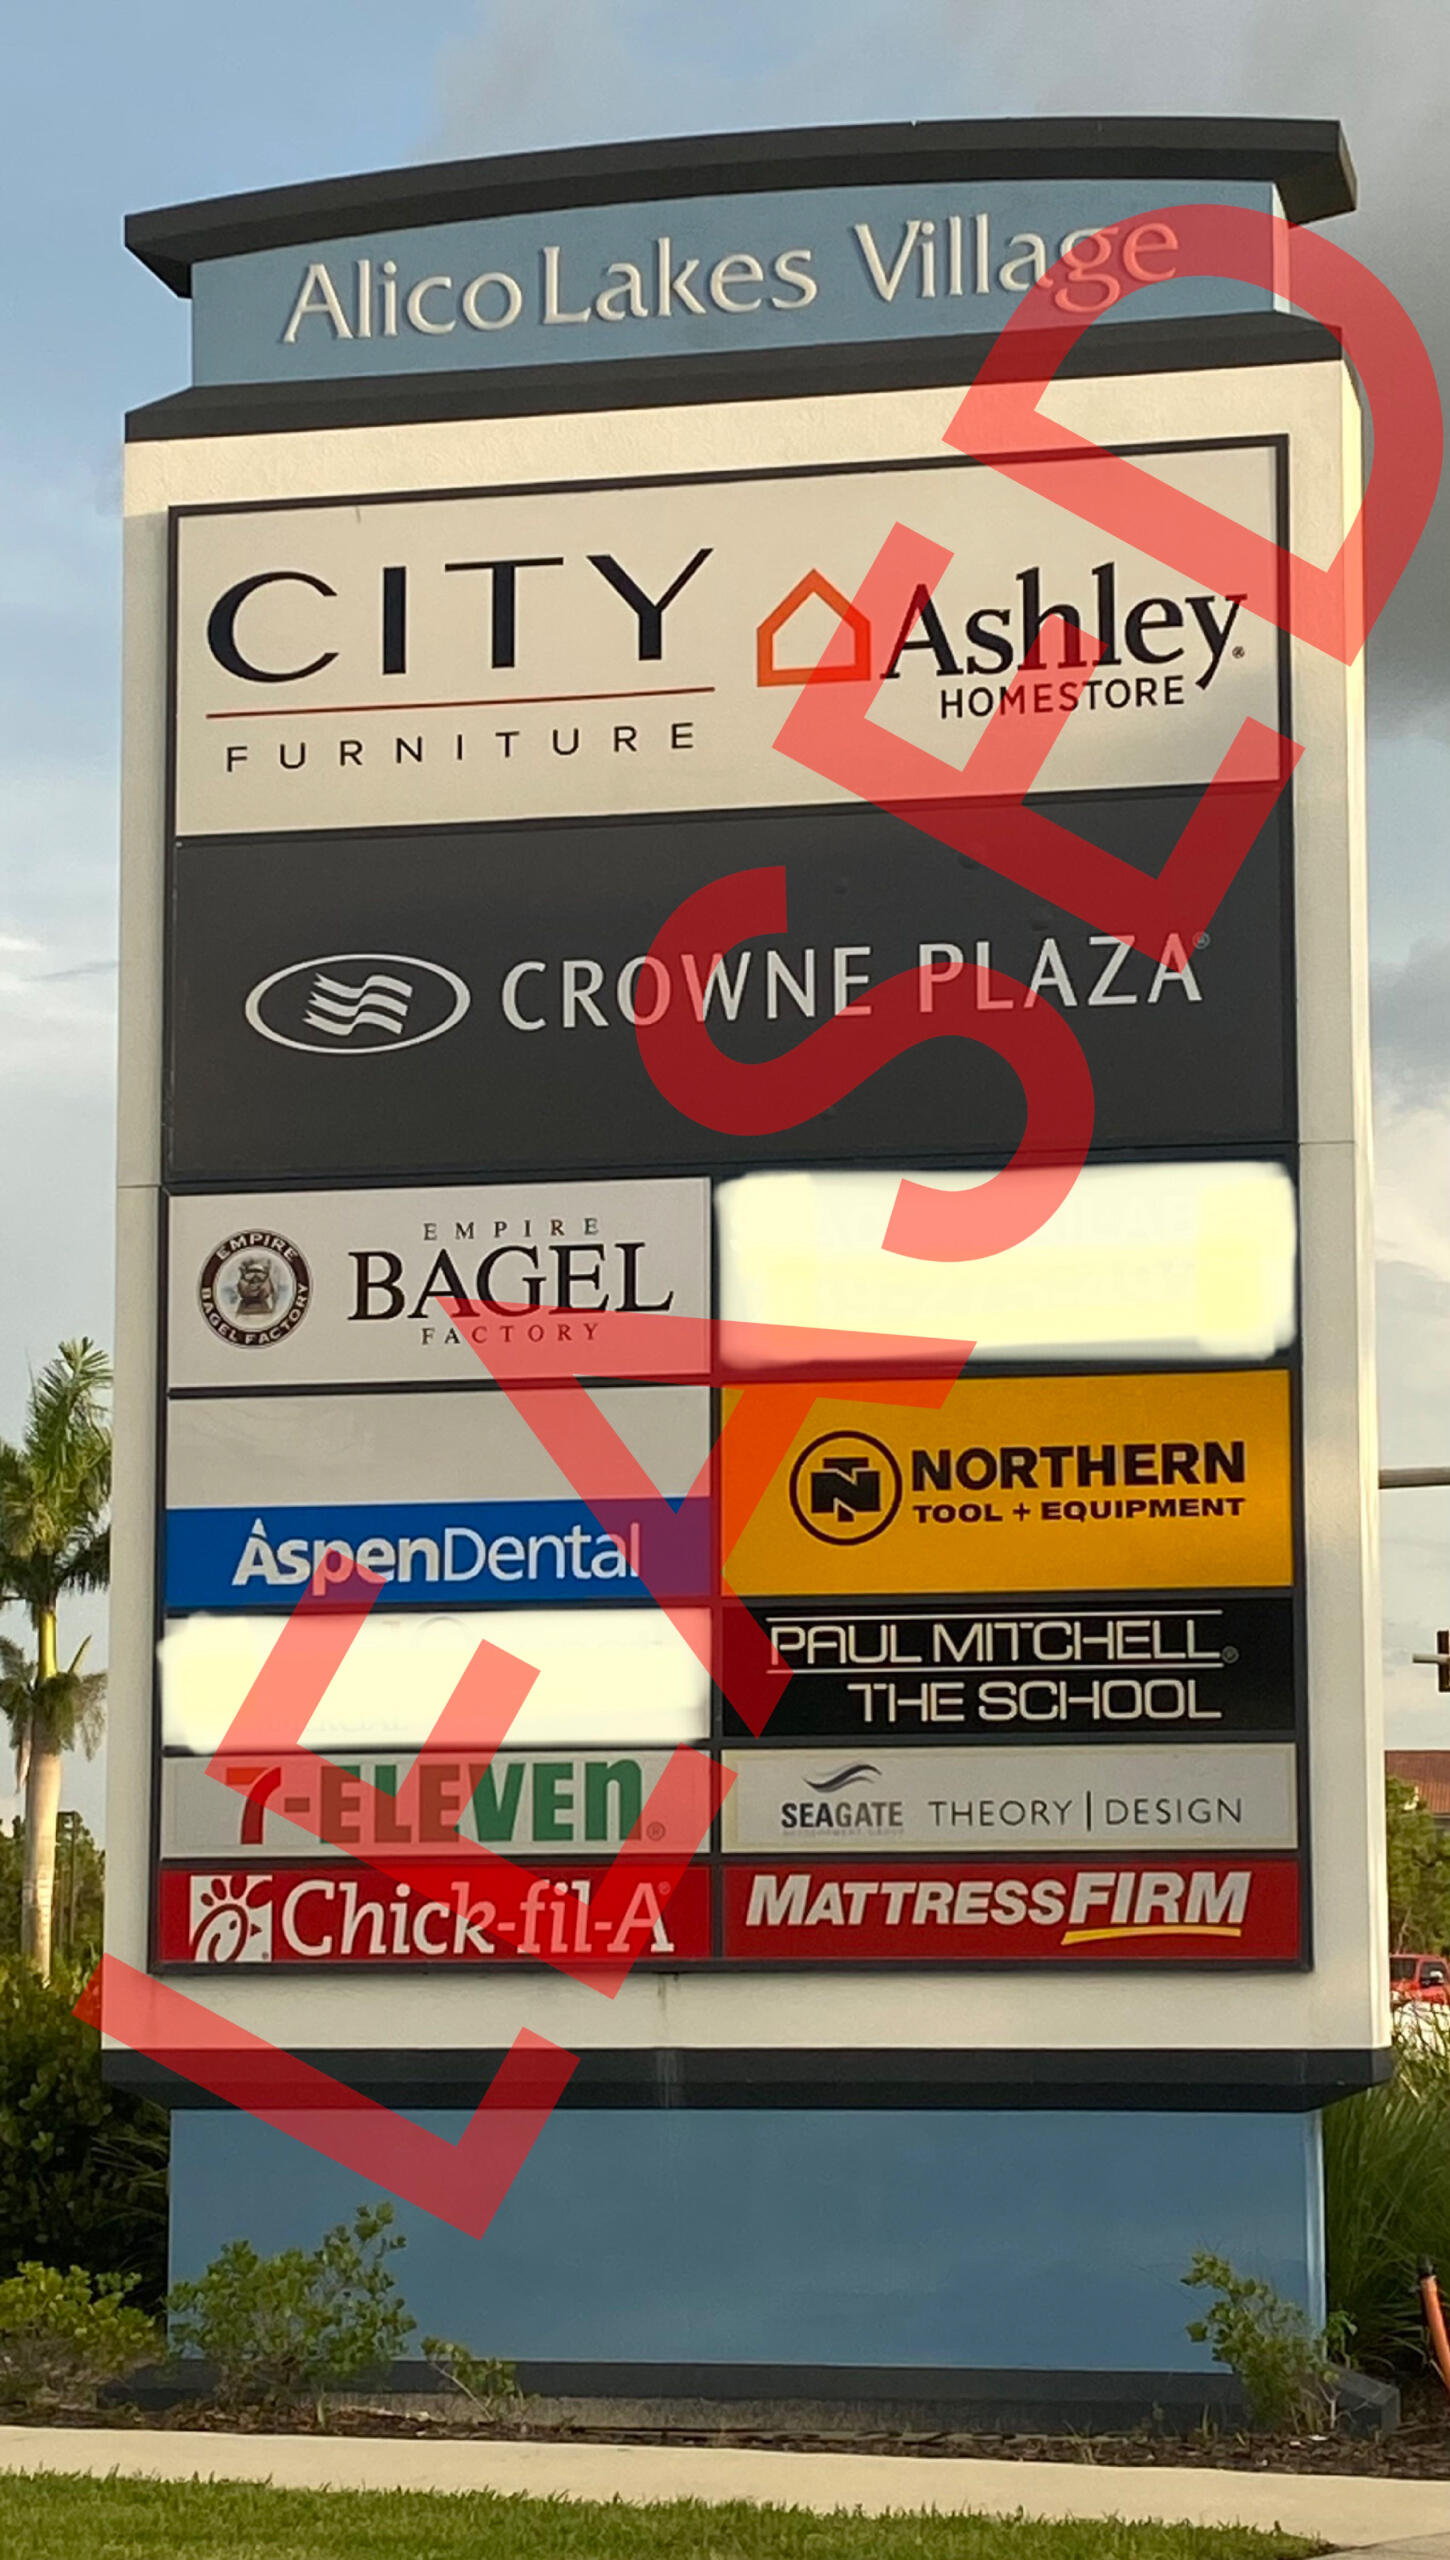 Alico Lakes Village
CITY
FURNITURE
Ashley®
HOMESTORE
CROWNE PLAZA®
EMPIRE
BAGEL FACTORY
EMPIRE
BAGEL
FACTORY
AspenDental
NORTHERN
TOOL + EQUIPMENT
PAUL MITCHELL®
THE SCHOOL
7-ELEVEn®
SEAGATE THEORY | DESIGN
Chick-fil-A®
MATTRESSFIRM
LEASED